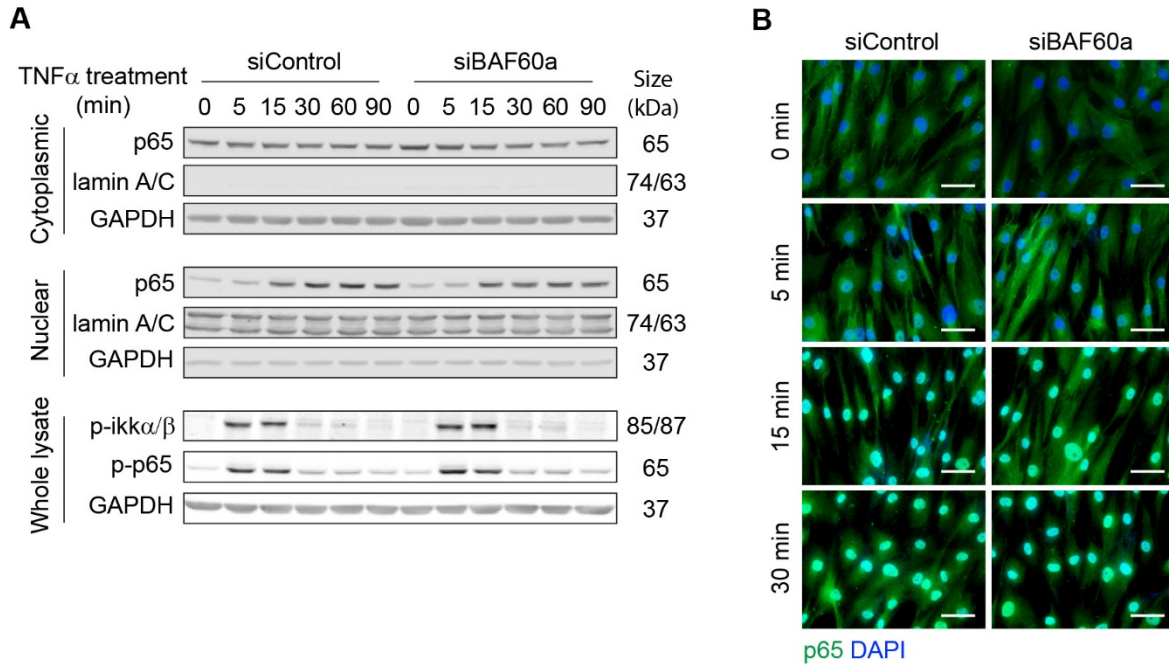 A
siControl siBAF60a
TNFα treatment (min) 0 5 15 30 60 90 0 5 15 30 60 90 Size (kDa)
Cytoplasmic
p65 65
lamin A/C 74/63
GAPDH 37
Nuclear
p65 65
lamin A/C 74/63
GAPDH 37
Whole lysate
p-ikkα/β 85/87
p-p65 65
GAPDH 37
B
siControl siBAF60a
0 min
5 min
15 min
30 min
p65 DAPI